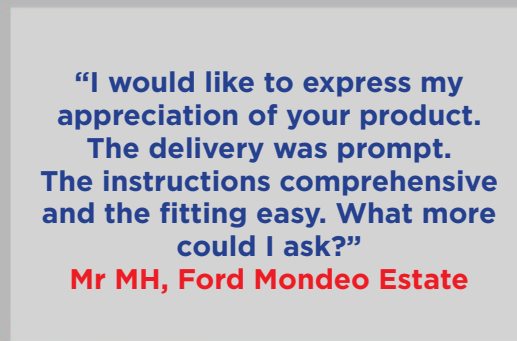 “I would like to express my
appreciation of your product.
The delivery was prompt.
The instructions comprehensive
and the fitting easy. What more
could I ask?”
Mr MH, Ford Mondeo Estate